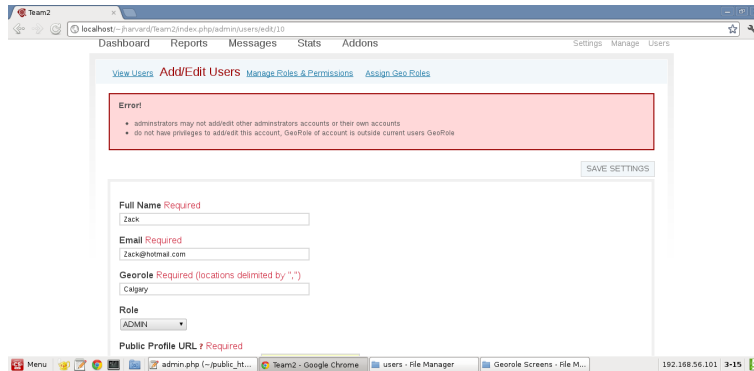 Team2
localhost/~jharvard/Team2/index.php/admin/users/edit/10
Dashboard Reports Messages Stats Addons Settings Manage Users
View Users Add/Edit Users Manage Roles & Permissions Assign Geo Roles
Error!
adminstrators may not add/edit other adminstrators accounts or their own accounts
do not have privileges to add/edit this account, GeoRole of account is outside current users GeoRole
SAVE SETTINGS
Full Name Required
Zack
Email Required
Zack@hotmail.com
Georole Required (locations delimited by ",")
Calgary
Role
ADMIN
Public Profile URL ? Required
Menu admin.php (~/public_ht... Team2 - Google Chrome users - File Manager Georole Screens - File M... 192.168.56.101 3-15